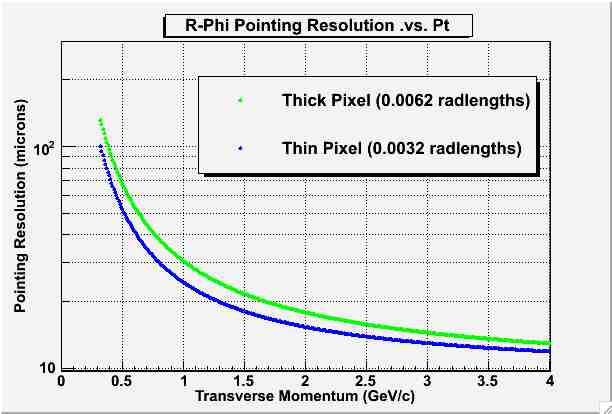 R-Phi Pointing Resolution .vs. Pt
Pointing Resolution (microns)
Thick Pixel (0.0062 radlengths)
Thin Pixel (0.0032 radlengths)
10²
10
0 0.5 1 1.5 2 2.5 3 3.5 4
Transverse Momentum (GeV/c)